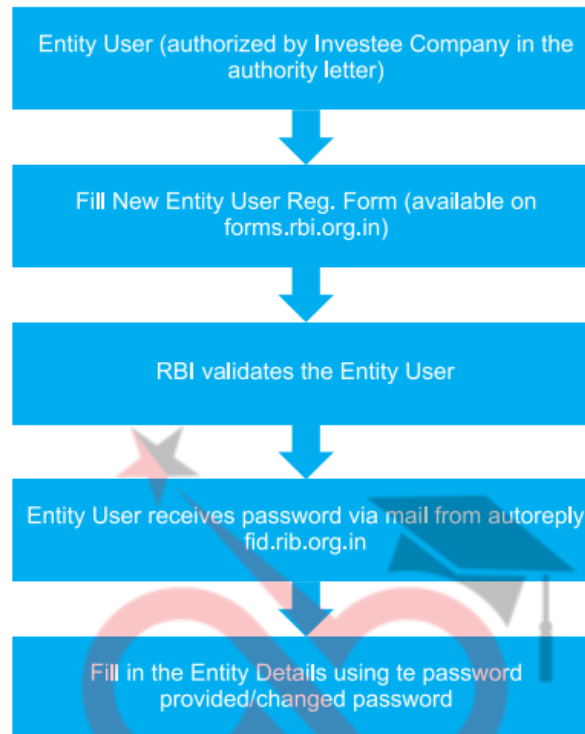 Entity User (authorized by Investee Company in the
authority letter)
Fill New Entity User Reg. Form (available on
forms.rbi.org.in)
RBI validates the Entity User
Entity User receives password via mail from autoreply
fid.rib.org.in
Fill in the Entity Details using te password
provided/changed password